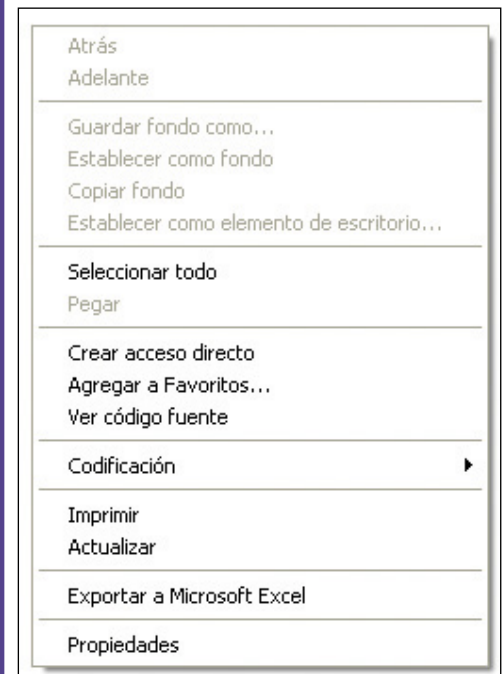 Atrás
Adelante
Guardar fondo como...
Establecer como fondo
Copiar fondo
Establecer como elemento de escritorio...
Seleccionar todo
Pegar
Crear acceso directo
Agregar a Favoritos...
Ver código fuente
Codificación
Imprimir
Actualizar
Exportar a Microsoft Excel
Propiedades